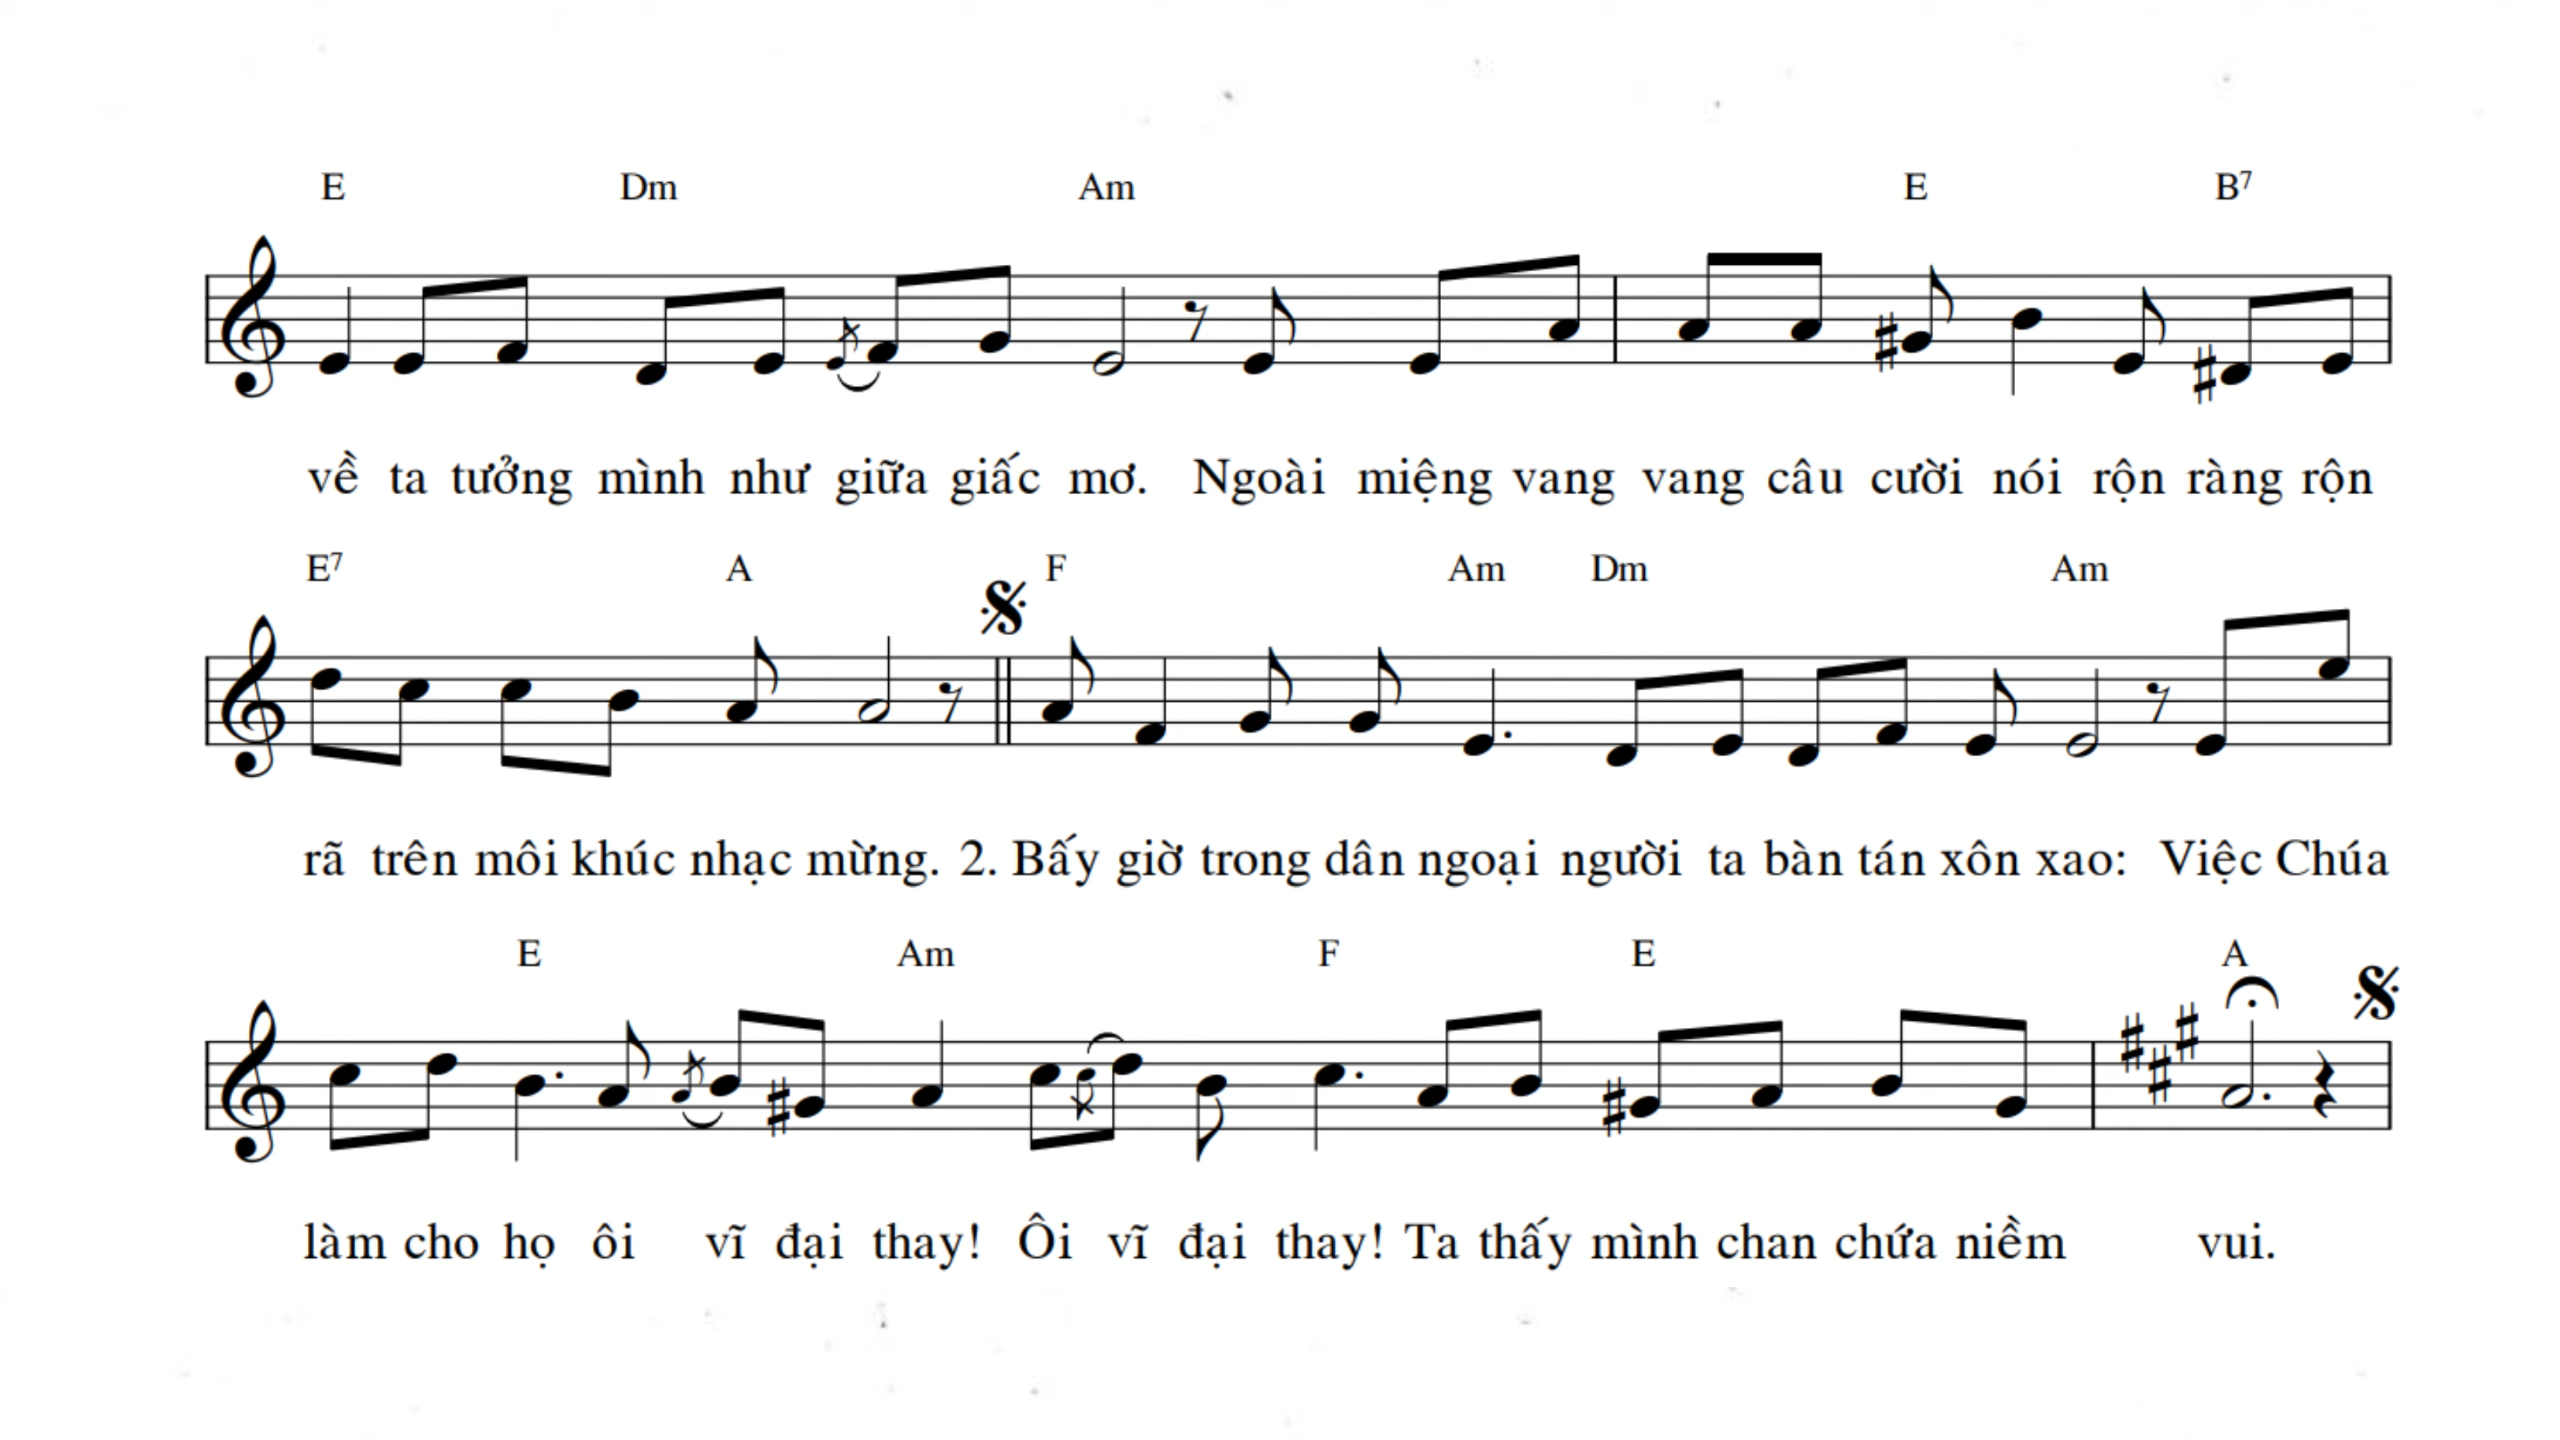 E Dm Am E B7
về ta tưởng mình như giữa giấc mơ. Ngoài miệng vang vang câu cười nói rộn ràng rộn
E7 A F Am Dm Am
rã trên môi khúc nhạc mừng. 2. Bấy giờ trong dân ngoại người ta bàn tán xôn xao: Việc Chúa
E Am F E A
làm cho họ ôi vĩ đại thay! Ôi vĩ đại thay! Ta thấy mình chan chứa niềm vui.